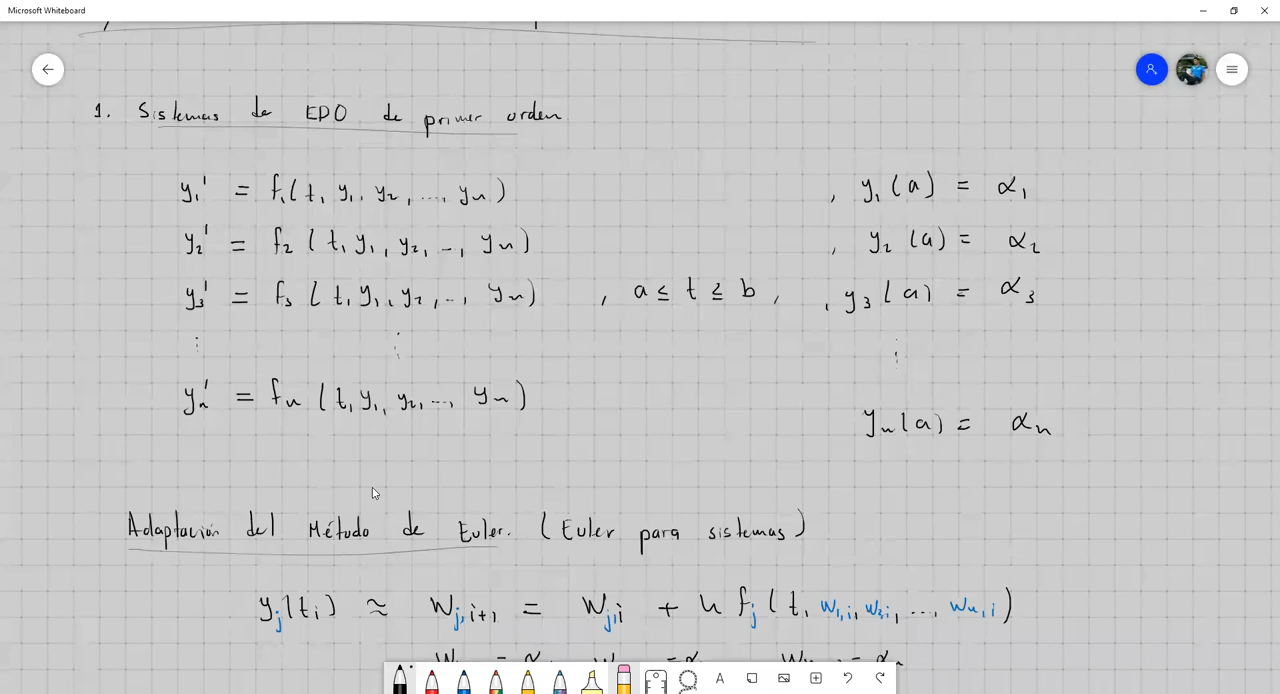 Microsoft Whiteboard
1. Sistemas de EDO de primer orden
y₁' = f₁(t, y₁, y₂, ..., yn) , y₁(a) = α₁
y₂' = f₂(t, y₁, y₂, ..., yn) , y₂(a) = α₂
y₃' = f₃(t, y₁, y₂, ..., yn) , a ≤ t ≤ b, , y₃(a) = α₃
⋮ ⋮ ⋮
yn' = fn(t, y₁, y₂, ..., yn) yn(a) = αn
Adaptación del Método de Euler. (Euler para sistemas)
yj(ti) ≈ Wj,i+1 = Wj,i + h fj(t, W1,i, W2,i, ..., Wn,i)